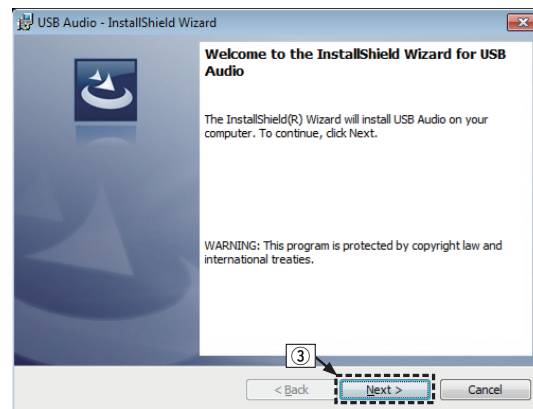 USB Audio - InstallShield Wizard
Welcome to the InstallShield Wizard for USB
Audio
The InstallShield(R) Wizard will install USB Audio on your
computer. To continue, click Next.
WARNING: This program is protected by copyright law and
international treaties.
③
< Back Next > Cancel